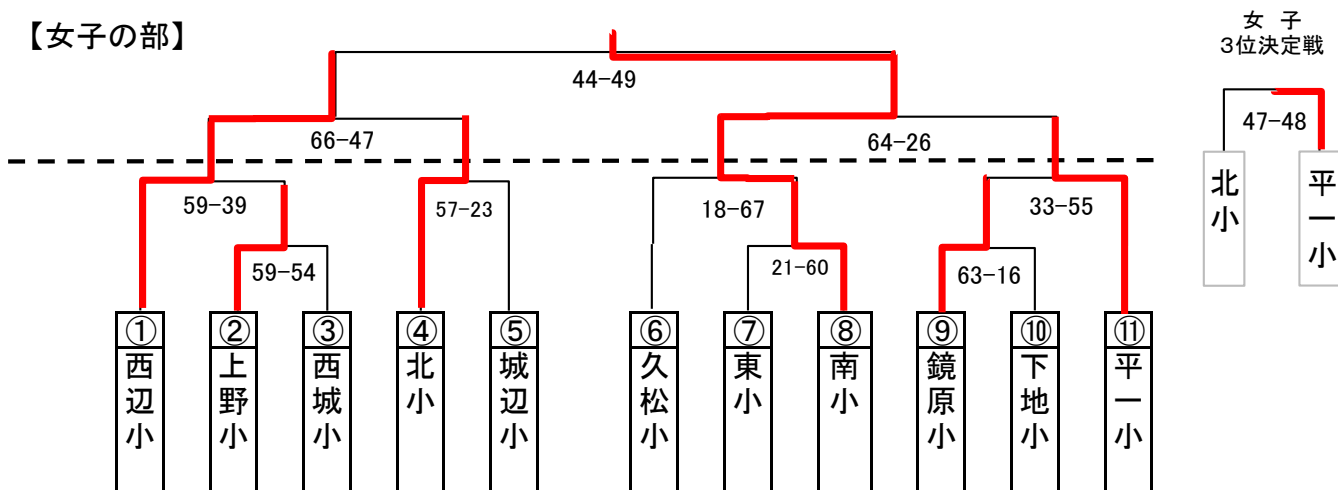 【女子の部】
女 子
3位決定戦
44-49
66-47
64-26
47-48
59-39
57-23
18-67
33-55
59-54
21-60
63-16
北小
平一小
①
西辺小
②
上野小
③
西城小
④
北小
⑤
城辺小
⑥
久松小
⑦
東小
⑧
南小
⑨
鏡原小
⑩
下地小
⑪
平一小